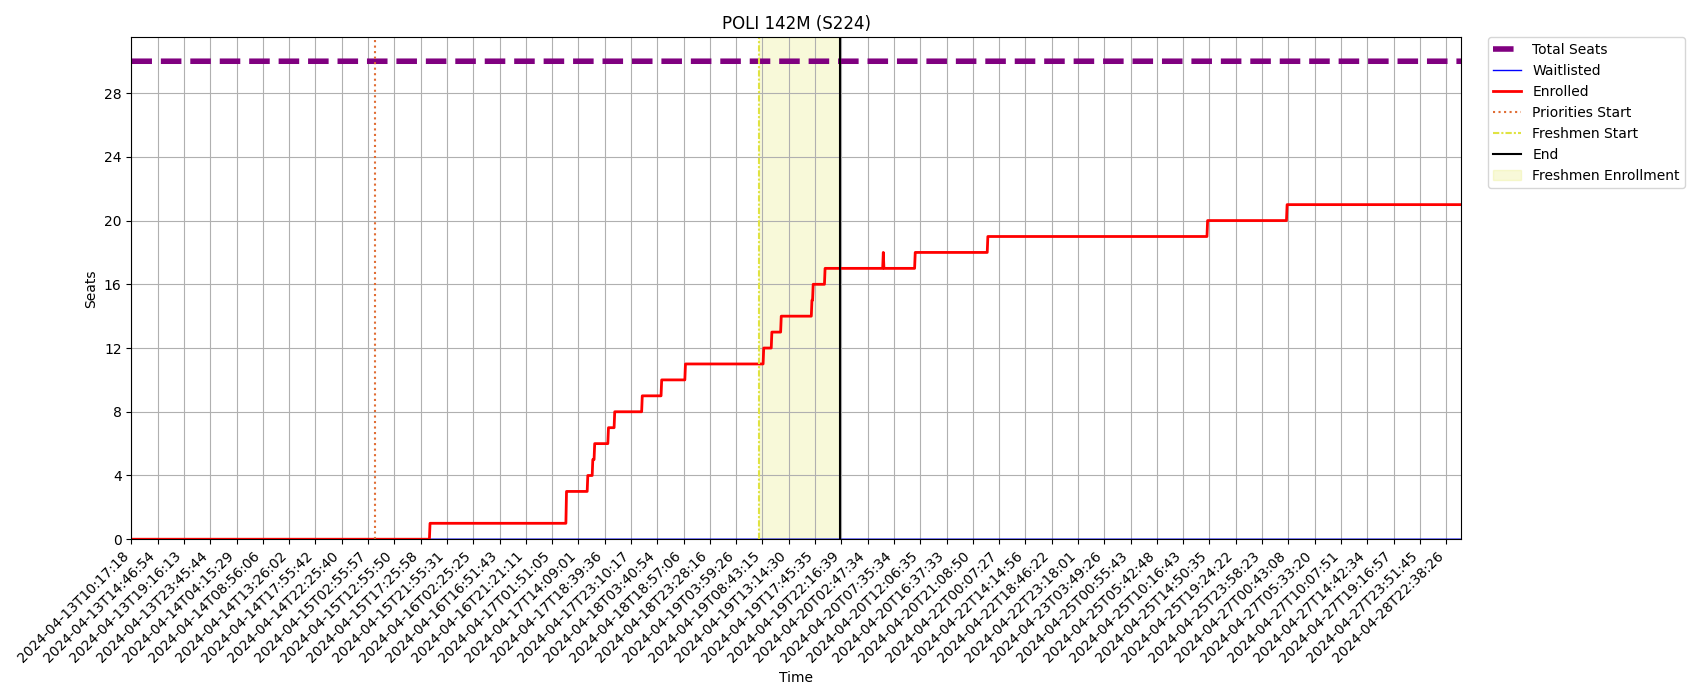 POLI 142M (S224)
Total Seats
Waitlisted
Enrolled
Priorities Start
Freshmen Start
End
Freshmen Enrollment
Seats
28
24
20
16
12
8
4
0
2024-04-13T10:17:18
2024-04-13T14:46:54
2024-04-13T19:16:13
2024-04-13T23:45:44
2024-04-14T04:15:29
2024-04-14T08:56:06
2024-04-14T13:26:02
2024-04-14T17:55:42
2024-04-14T22:25:40
2024-04-15T02:55:57
2024-04-15T12:55:50
2024-04-15T17:25:58
2024-04-15T21:55:31
2024-04-16T02:25:25
2024-04-16T16:51:43
2024-04-16T21:21:11
2024-04-17T01:51:05
2024-04-17T14:09:01
2024-04-17T18:39:36
2024-04-17T23:10:17
2024-04-18T03:40:54
2024-04-18T18:57:06
2024-04-18T23:28:16
2024-04-19T03:59:26
2024-04-19T08:43:15
2024-04-19T13:14:30
2024-04-19T17:45:35
2024-04-19T22:16:39
2024-04-20T02:47:34
2024-04-20T07:35:34
2024-04-20T12:06:35
2024-04-20T16:37:33
2024-04-20T21:08:50
2024-04-22T00:07:27
2024-04-22T14:14:56
2024-04-22T18:46:22
2024-04-22T23:18:01
2024-04-23T03:49:26
2024-04-25T00:55:43
2024-04-25T05:42:48
2024-04-25T10:16:43
2024-04-25T14:50:35
2024-04-25T19:24:22
2024-04-25T23:58:23
2024-04-27T00:43:08
2024-04-27T05:33:20
2024-04-27T10:07:51
2024-04-27T14:42:34
2024-04-27T19:16:57
2024-04-27T23:51:45
2024-04-28T22:38:26
Time